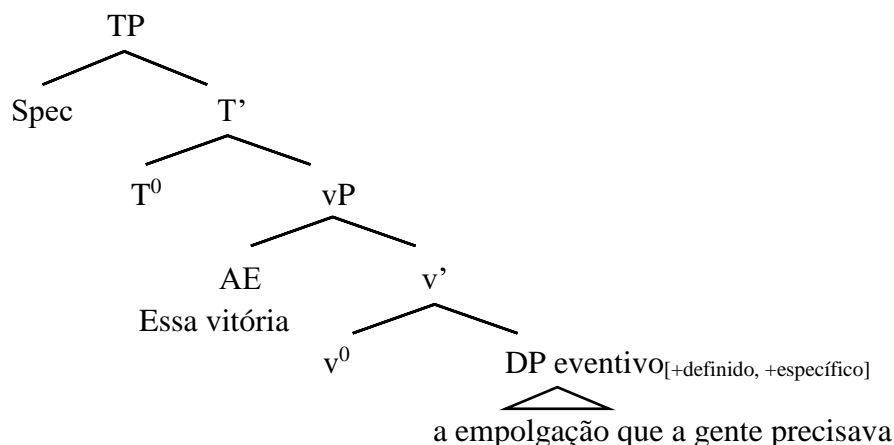 TP
Spec T’
T⁰ vP
AE v’
Essa vitória
v⁰ DP eventivo[+definido, +específico]
a empolgação que a gente precisava